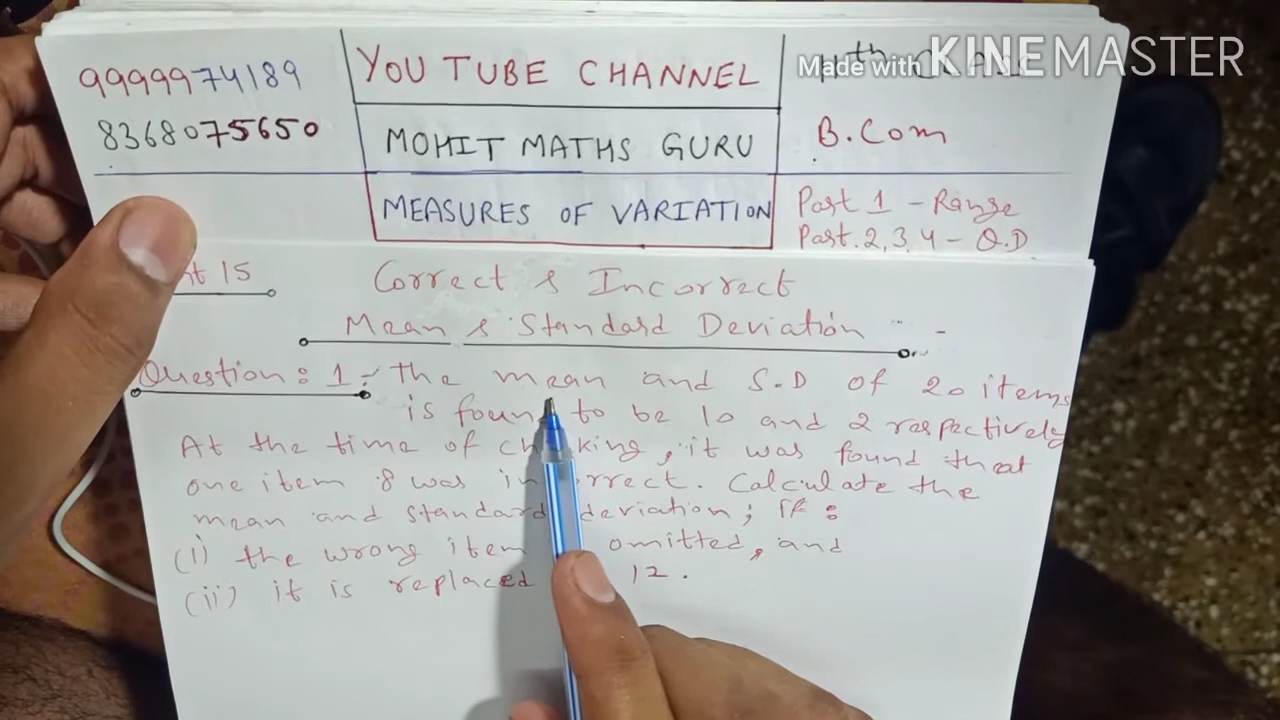 9999974189
8368075650
YOU TUBE CHANNEL
MOHIT MATHS GURU
MEASURES OF VARIATION
Made with KINEMASTER
11th Class
B.Com
Part 1 - Range
Part. 2, 3, 4 - Q.D
15
Correct & Incorrect
Mean & Standard Deviation
Question: 1:- The mean and S.D of 20 items
is found to be 10 and 2 respectively
At the time of checking, it was found that
one item 8 was incorrect. Calculate the
mean and standard deviation; if:
(i) the wrong item omitted, and
(ii) it is replaced 12.